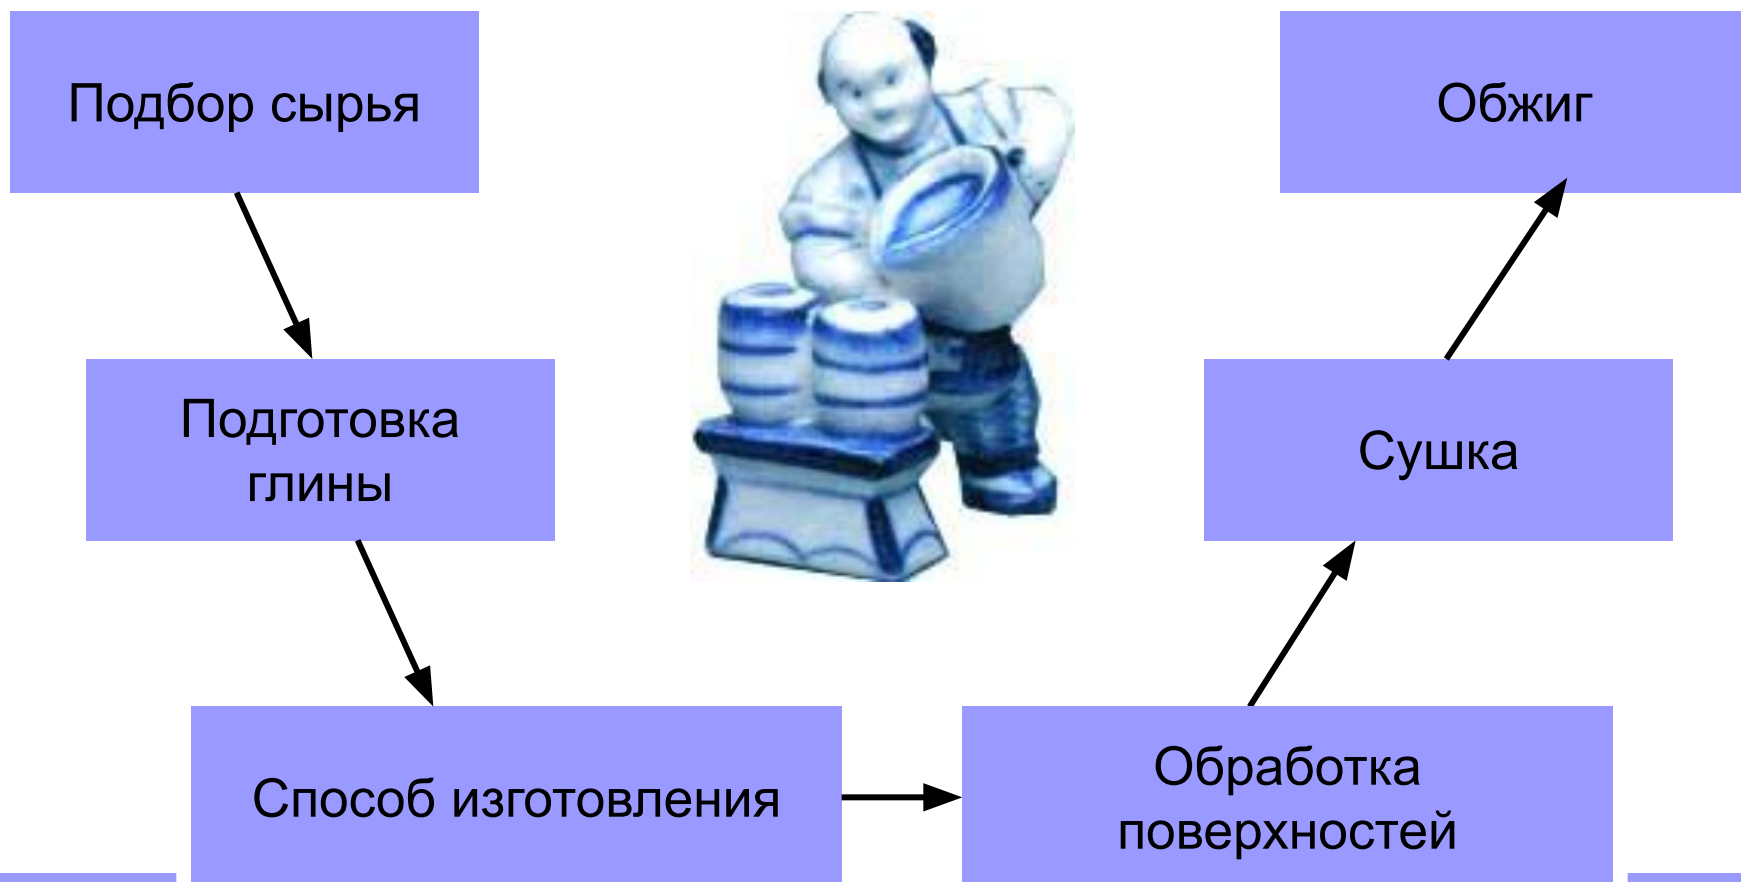 Подбор сырья
Подготовка
глины
Способ изготовления
Обработка
поверхностей
Сушка
Обжиг